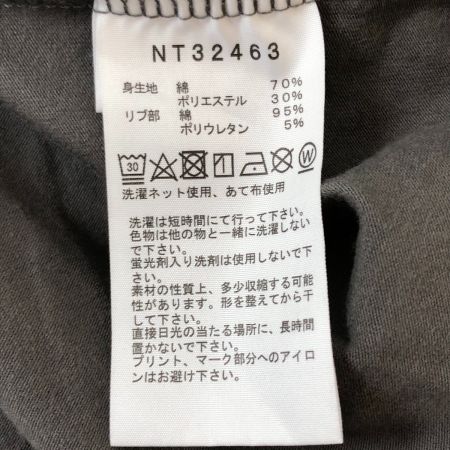 NT32463
身生地 綿 70%
ポリエステル 30%
リブ部 綿 95%
ポリウレタン 5%
30 W
洗濯ネット使用、あて布使用
洗濯は短時間にて行って下さい。
色物は他の物と一緒に洗濯しない
で下さい。
蛍光剤入り洗剤は使用しないで下
さい。
素材の性質上、多少収縮する可能
性があります。形を整えてから干
して下さい。
直接日光の当たる場所に、長時間
置かないで下さい。
プリント、マーク部分へのアイロ
ンはお避け下さい。